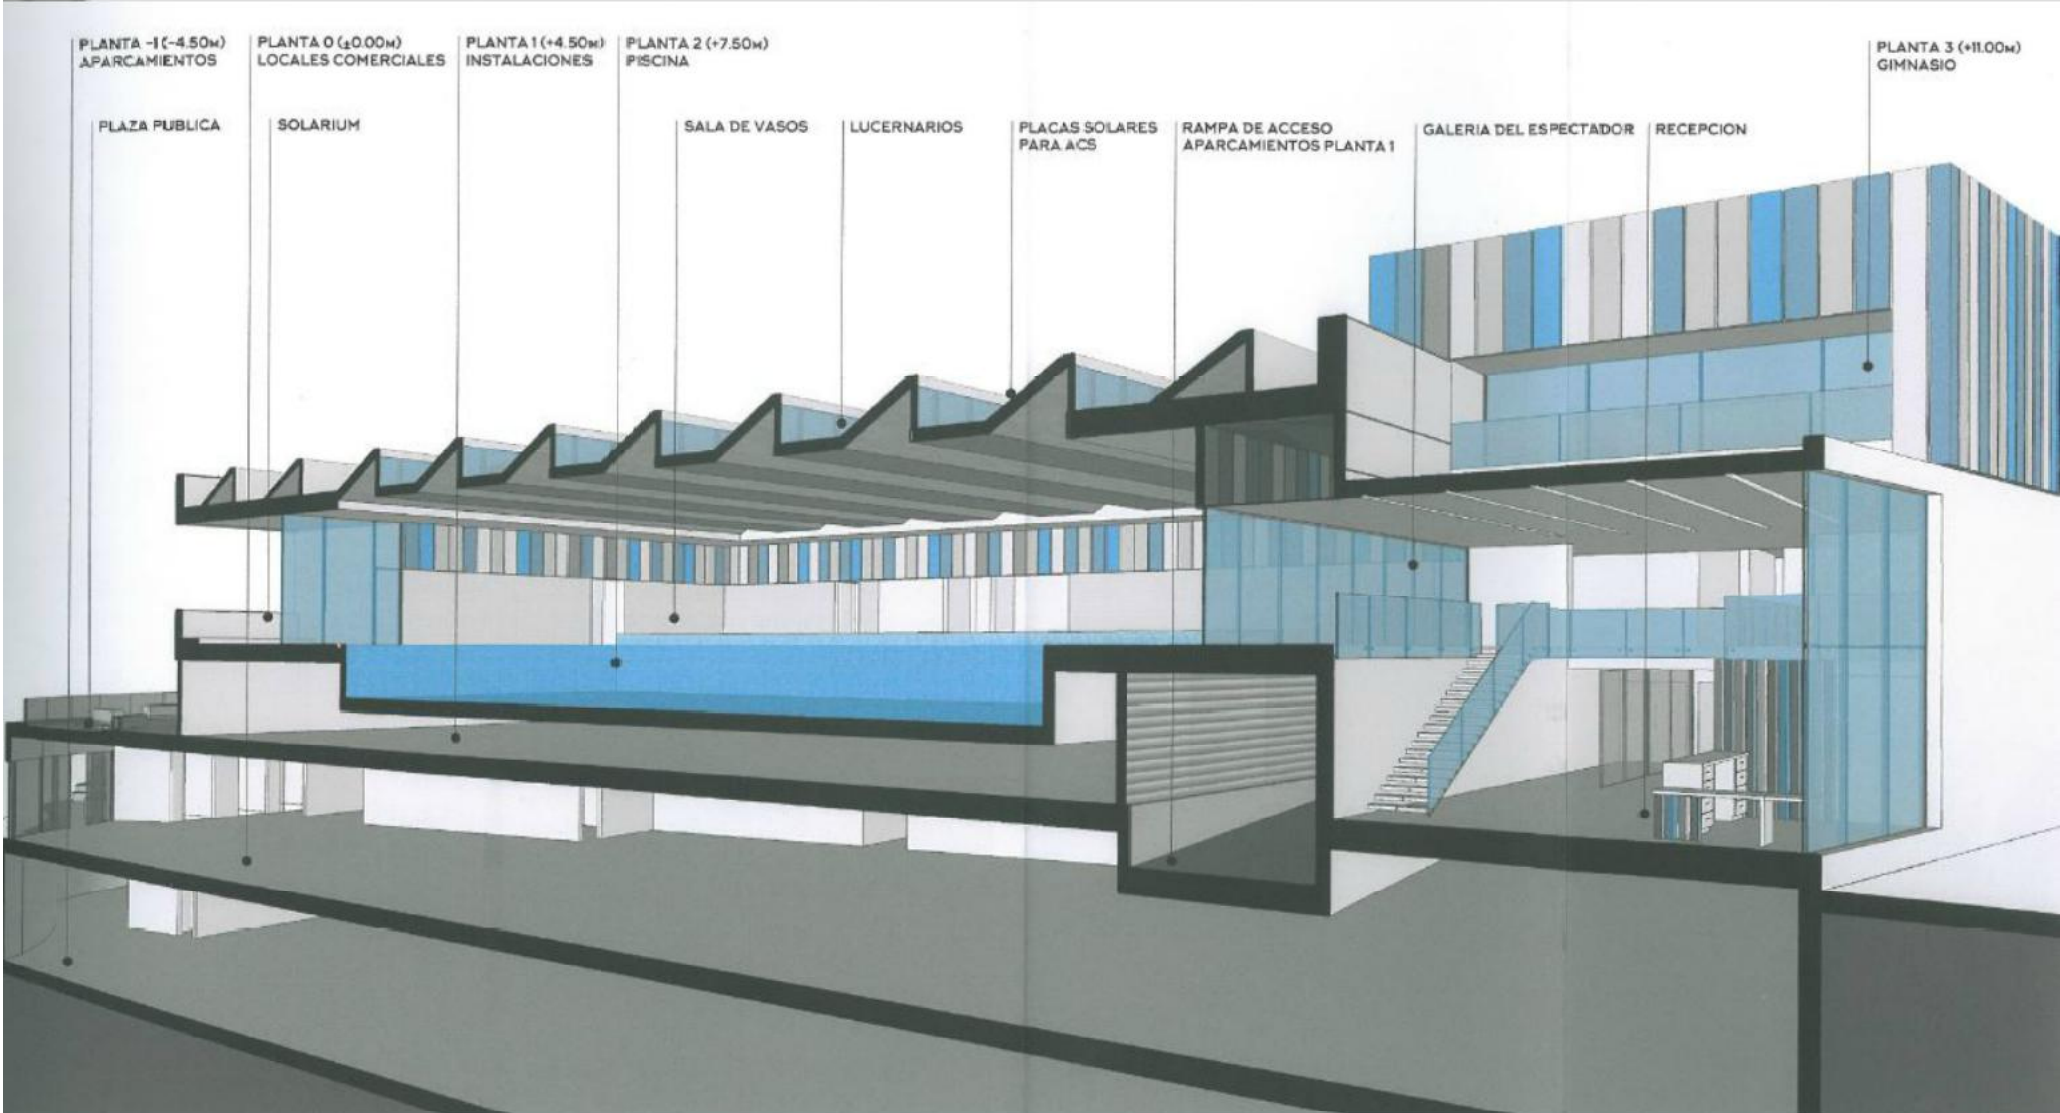 PLANTA -1 (-4.50M)
APARCAMIENTOS
PLANTA 0 (±0.00M)
LOCALES COMERCIALES
PLANTA 1 (+4.50M)
INSTALACIONES
PLANTA 2 (+7.50M)
PISCINA
PLANTA 3 (+11.00M)
GIMNASIO
PLAZA PUBLICA
SOLARIUM
SALA DE VASOS
LUCERNARIOS
PLACAS SOLARES
PARA ACS
RAMPA DE ACCESO
APARCAMIENTOS PLANTA 1
GALERIA DEL ESPECTADOR
RECEPCION